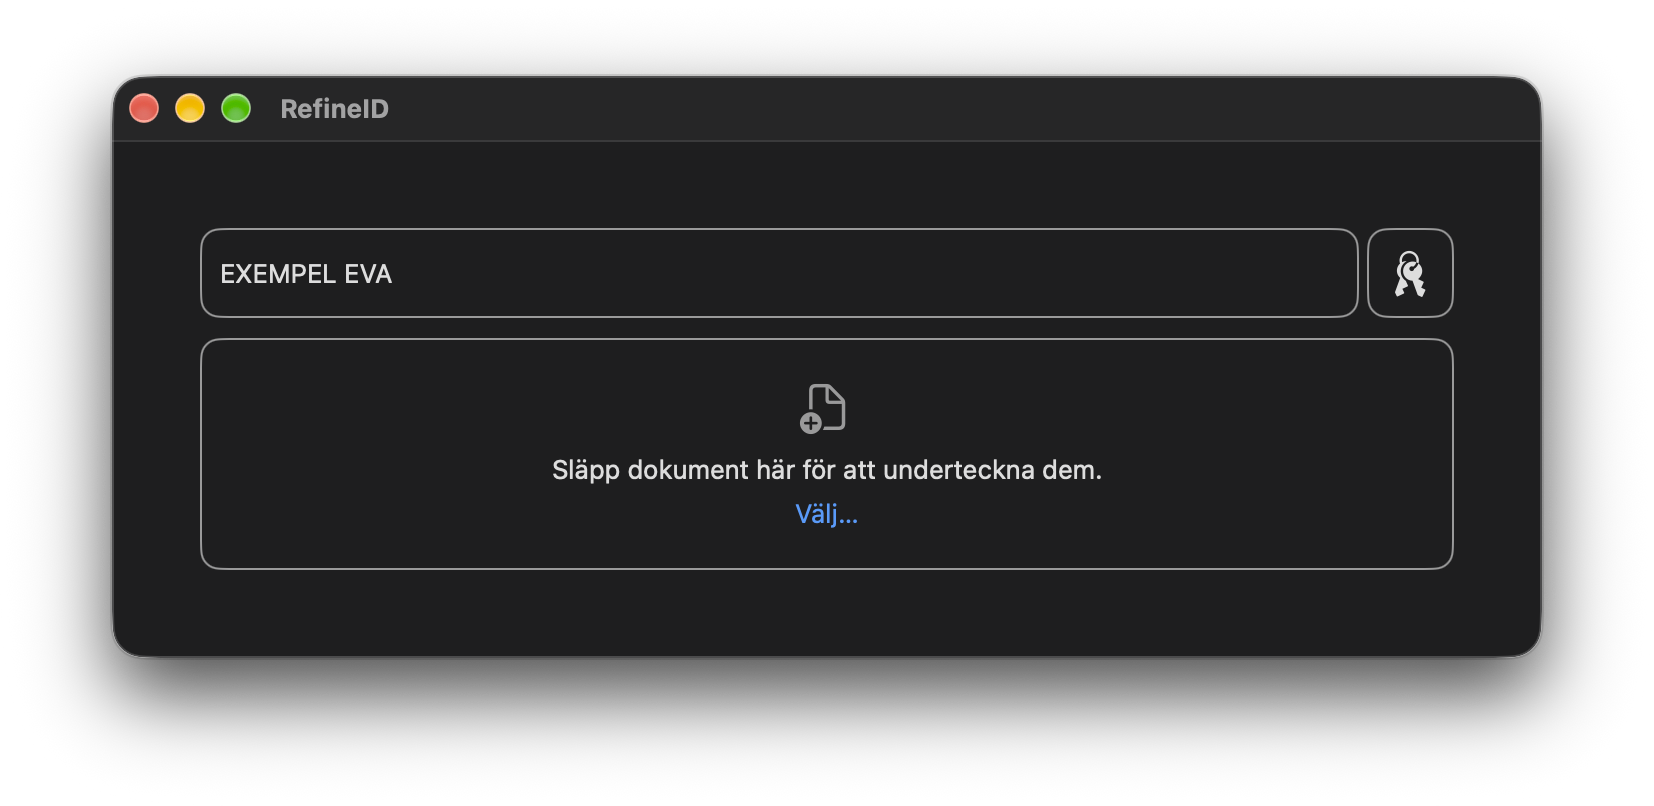 RefineID
EXEMPEL EVA
Släpp dokument här för att underteckna dem.
Välj...